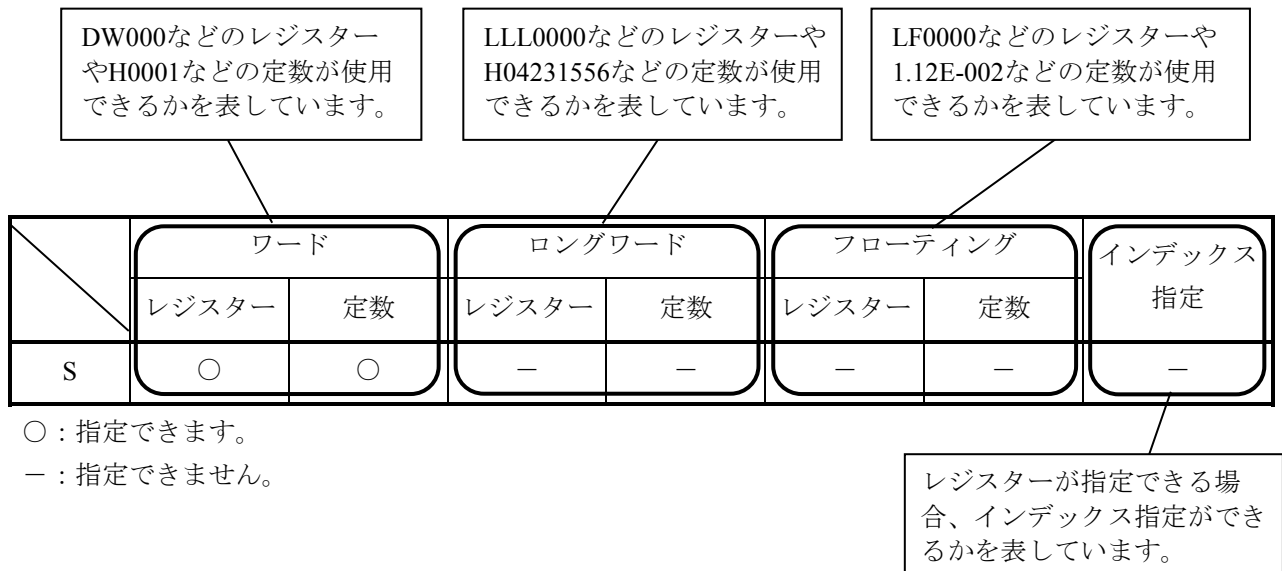 DW000などのレジスター
やH0001などの定数が使用
できるかを表しています。
LLL0000などのレジスターや
H04231556などの定数が使用
できるかを表しています。
LF0000などのレジスターや
1.12E-002などの定数が使用
できるかを表しています。
ワード ロングワード フローティング インデックス
指定
レジスター 定数 レジスター 定数 レジスター 定数
S ○ ○ － － － － －
○：指定できます。
－：指定できません。
レジスターが指定できる場
合、インデックス指定ができ
るかを表しています。